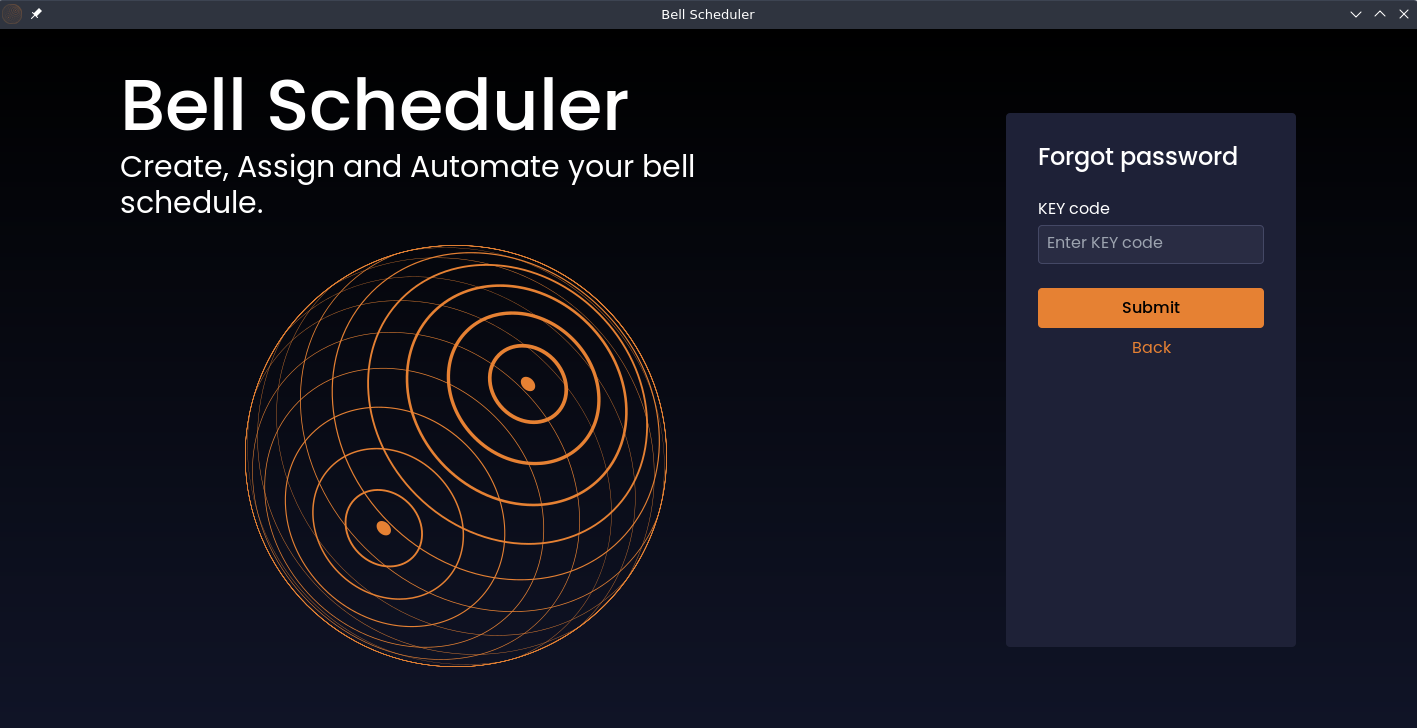 Bell Scheduler
Bell Scheduler
Create, Assign and Automate your bell
schedule.
Forgot password
KEY code
Enter KEY code
Submit
Back